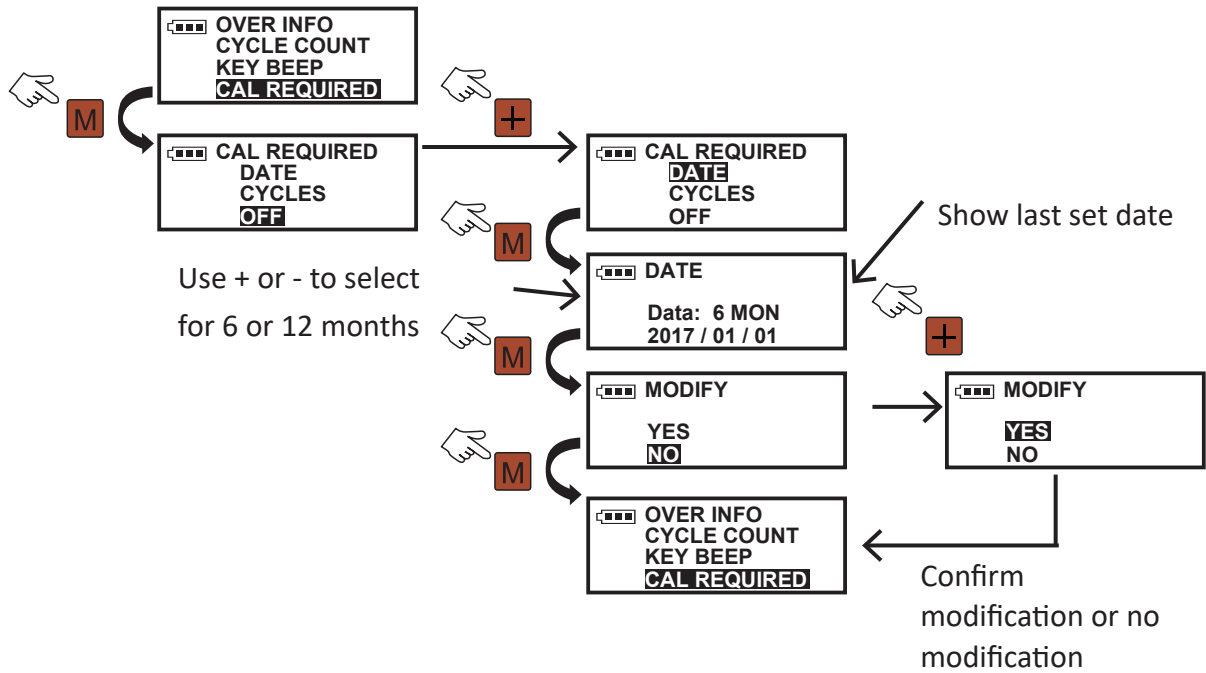 OVER INFO
CYCLE COUNT
KEY BEEP
CAL REQUIRED
M
+
CAL REQUIRED
DATE
CYCLES
OFF
CAL REQUIRED
DATE
CYCLES
OFF
M
Show last set date
Use + or - to select
for 6 or 12 months
DATE
Data: 6 MON
2017 / 01 / 01
+
M
MODIFY
YES
NO
MODIFY
YES
NO
M
OVER INFO
CYCLE COUNT
KEY BEEP
CAL REQUIRED
Confirm
modification or no
modification